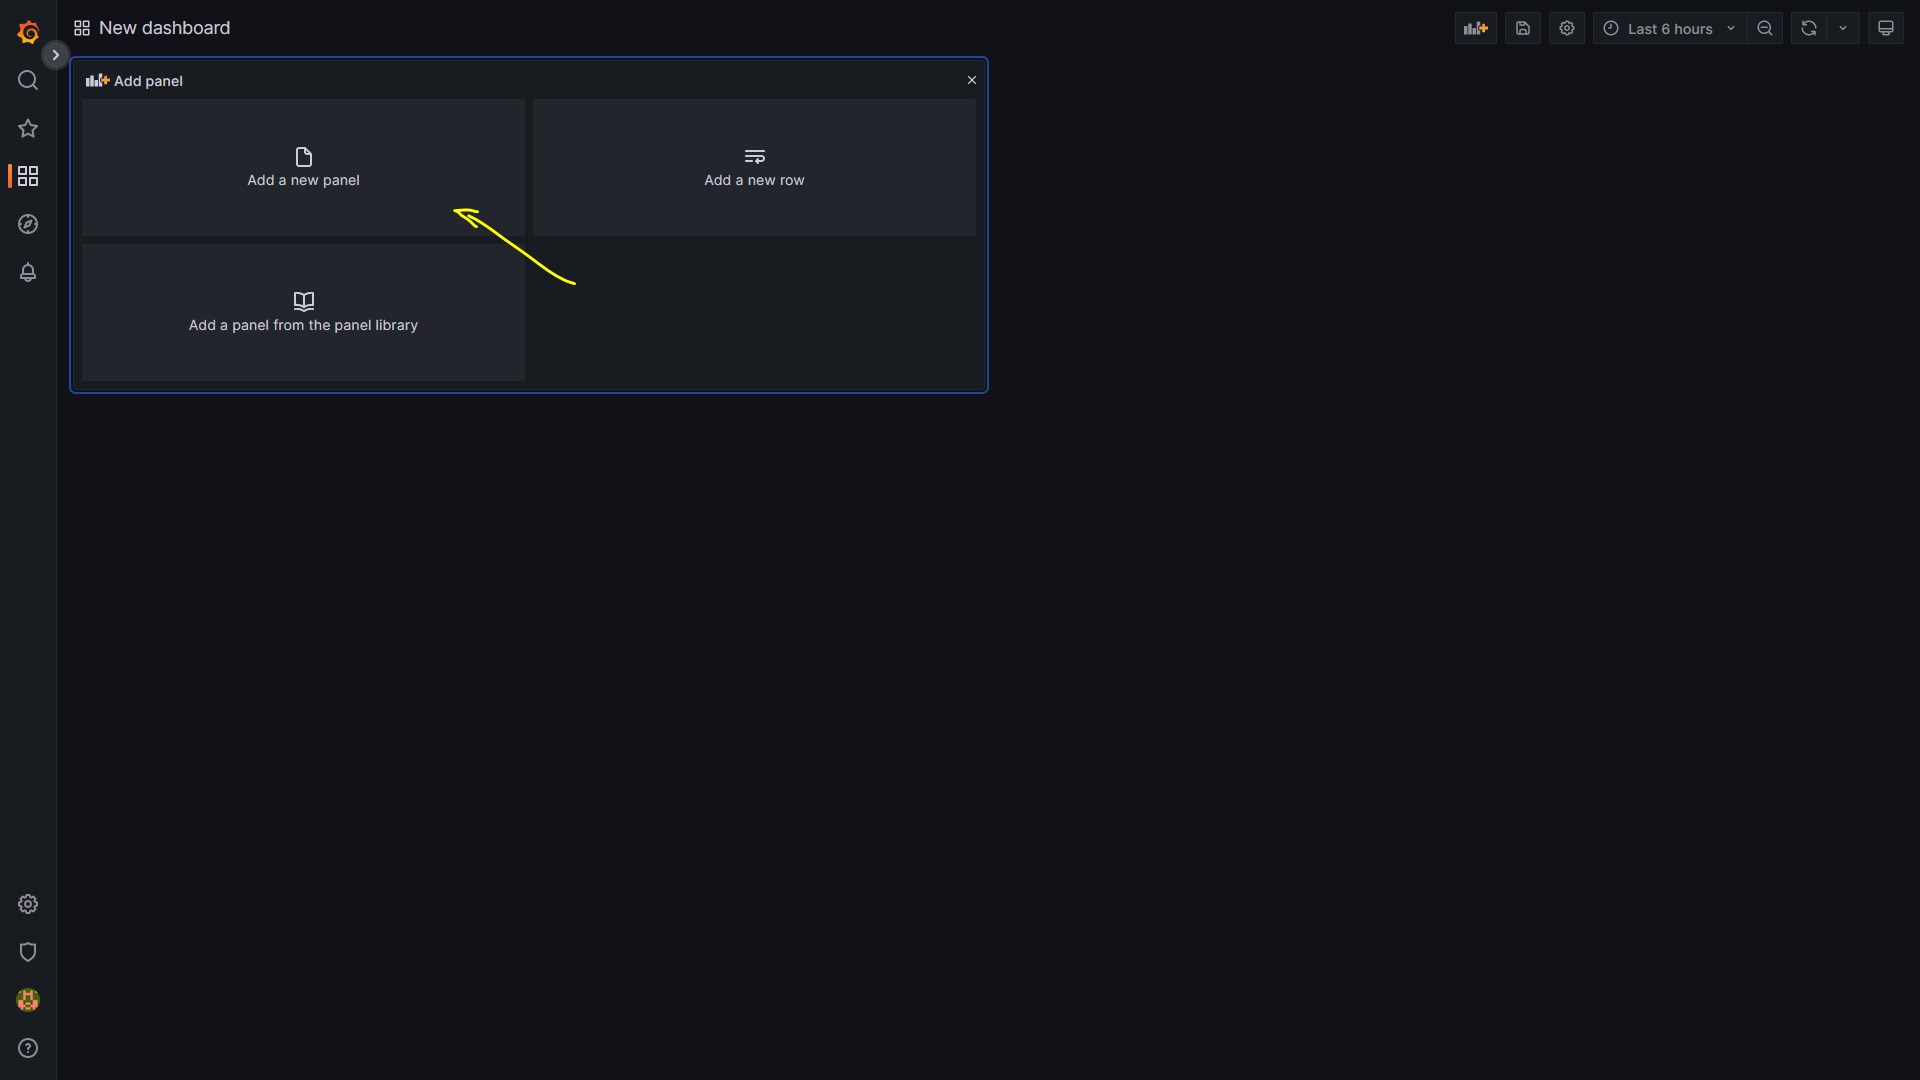 New dashboard
Last 6 hours
Add panel
Add a new panel
Add a new row
Add a panel from the panel library